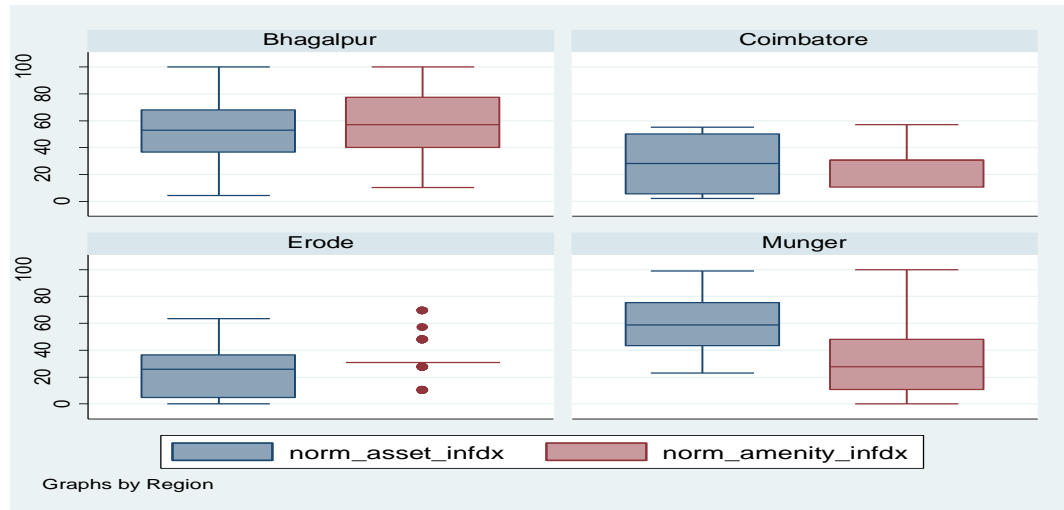 Bhagalpur
Coimbatore
100
80
60
40
20
0
Erode
Munger
100
80
60
40
20
0
norm_asset_infdx norm_amenity_infdx
Graphs by Region